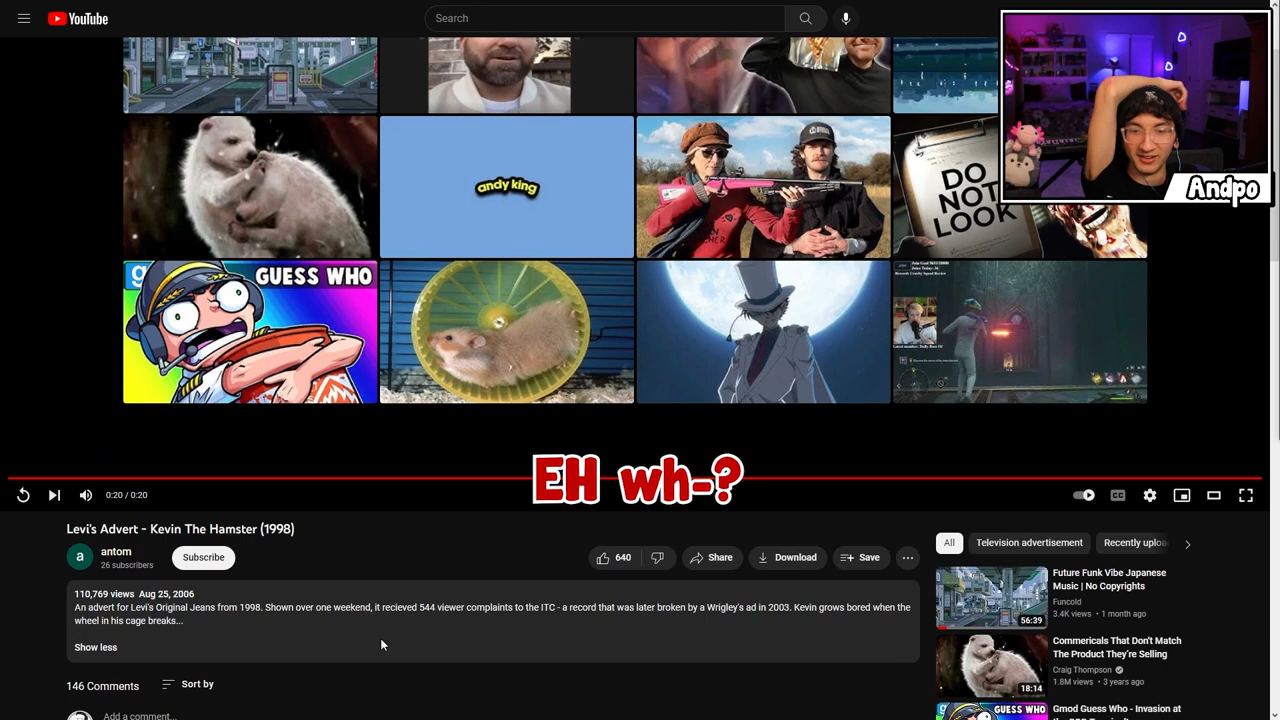 YouTube
Search
Andpo
andy king
DO
NOT
LOOK
GUESS WHO
EH wh-?
0:20 / 0:20
Levi's Advert - Kevin The Hamster (1998)
a
antom
26 subscribers
Subscribe
640
Share
Download
Save
110,769 views Aug 25, 2006
An advert for Levi's Original Jeans from 1998. Shown over one weekend, it recieved 544 viewer complaints to the ITC - a record that was later broken by a Wrigley's ad in 2003. Kevin grows bored when the
wheel in his cage breaks...
Show less
146 Comments
Sort by
Add a comment...
All
Television advertisement
Recently uploa
Future Funk Vibe Japanese
Music | No Copyrights
Funcold
3.4K views • 1 month ago
56:39
Commericals That Don't Match
The Product They're Selling
Craig Thompson
1.8M views • 3 years ago
18:14
Gmod Guess Who - Invasion at
GUESS WHO